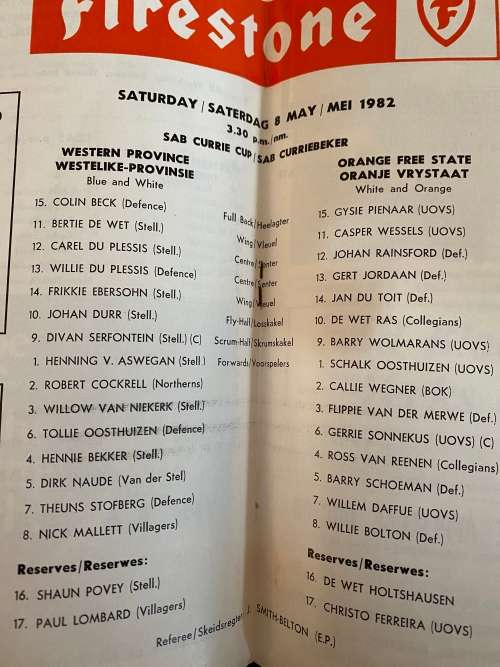 Firestone
F
SATURDAY/SATERDAG 8 MAY/MEI 1982
3.30 p.m./nm.
SAB CURRIE CUP/SAB CURRIEBEKER
WESTERN PROVINCE
WESTELIKE-PROVINSIE
Blue and White
15. COLIN BECK (Defence)
11. BERTIE DE WET (Stell.)
12. CAREL DU PLESSIS (Stell.)
13. WILLIE DU PLESSIS (Defence)
14. FRIKKIE EBERSOHN (Stell.)
10. JOHAN DURR (Stell.)
9. DIVAN SERFONTEIN (Stell.) (C)
1. HENNING V. ASWEGAN (Stell.)
2. ROBERT COCKRELL (Northerns)
3. WILLOW VAN NIEKERK (Stell.)
6. TOLLIE OOSTHUIZEN (Defence)
4. HENNIE BEKKER (Stell.)
5. DIRK NAUDE (Van der Stel)
7. THEUNS STOFBERG (Defence)
8. NICK MALLETT (Villagers)
Reserves/Reserwes:
16. SHAUN POVEY (Stell.)
17. PAUL LOMBARD (Villagers)
Full Back/Heelagter
Wing/Vleuel
Centre/Senter
Centre/Senter
Wing/Vleuel
Fly-Half/Losskakel
Scrum-Half/Skrumskakel
Forwards/Voorspelers
ORANGE FREE STATE
ORANJE VRYSTAAT
White and Orange
15. GYSIE PIENAAR (UOVS)
11. CASPER WESSELS (UOVS)
12. JOHAN RAINSFORD (Def.)
13. GERT JORDAAN (Def.)
14. JAN DU TOIT (Def.)
10. DE WET RAS (Collegians)
9. BARRY WOLMARANS (UOVS)
1. SCHALK OOSTHUIZEN (UOVS)
2. CALLIE WEGNER (BOK)
3. FLIPPIE VAN DER MERWE (Def.)
6. GERRIE SONNEKUS (UOVS) (C)
4. ROSS VAN REENEN (Collegians)
5. BARRY SCHOEMAN (Def.)
7. WILLEM DAFFUE (UOVS)
8. WILLIE BOLTON (Def.)
Reserves/Reserwes:
16. DE WET HOLTSHAUSEN
17. CHRISTO FERREIRA (UOVS)
Referee/Skeidsregter: J. SMITH-BELTON (E.P.)